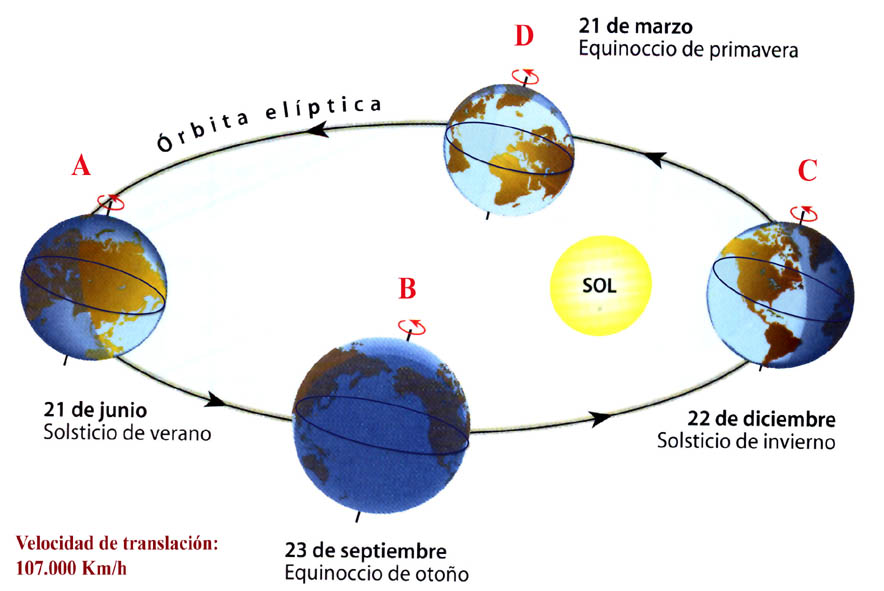 D
21 de marzo
Equinoccio de primavera
Órbita elíptica
A
C
B
SOL
21 de junio
Solsticio de verano
22 de diciembre
Solsticio de invierno
23 de septiembre
Equinoccio de otoño
Velocidad de translación:
107.000 Km/h